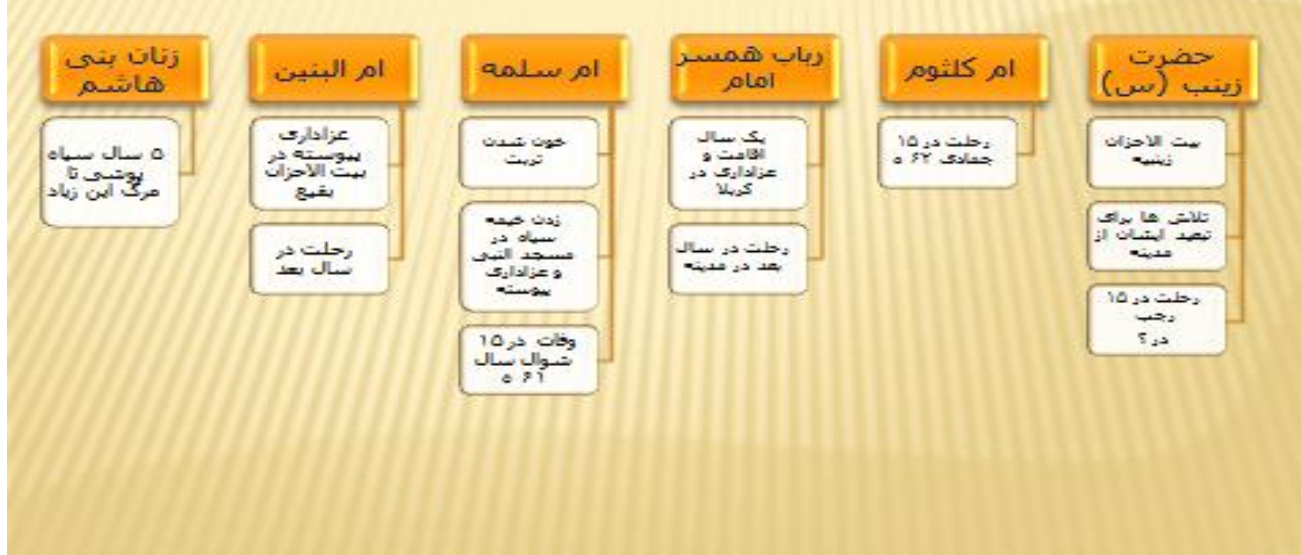 حضرت
زینب (س)
بیت الاحزان
زینبیه
تلاش ها برای
تبعید ایشان از
مدینه
رحلت در ۱۵
رجب
در ؟
ام کلثوم
رحلت در ۱۵
جمادی ۶۲ ه
رباب همسر
امام
یک سال
اقامت و
عزاداری در
کربلا
رحلت در سال
بعد در مدینه
ام سلمه
خون شدن
تربت
زدن خیمه
سیاه در
مسجد النبی
و عزاداری
پیوسته
وفات در ۱۵
شوال سال
۶۱ ه
ام البنین
عزاداری
پیوسته در
بیت الاحزان
بقیع
رحلت در
سال بعد
زنان بنی
هاشم
۵ سال سیاه
پوشی تا
مرگ ابن زیاد